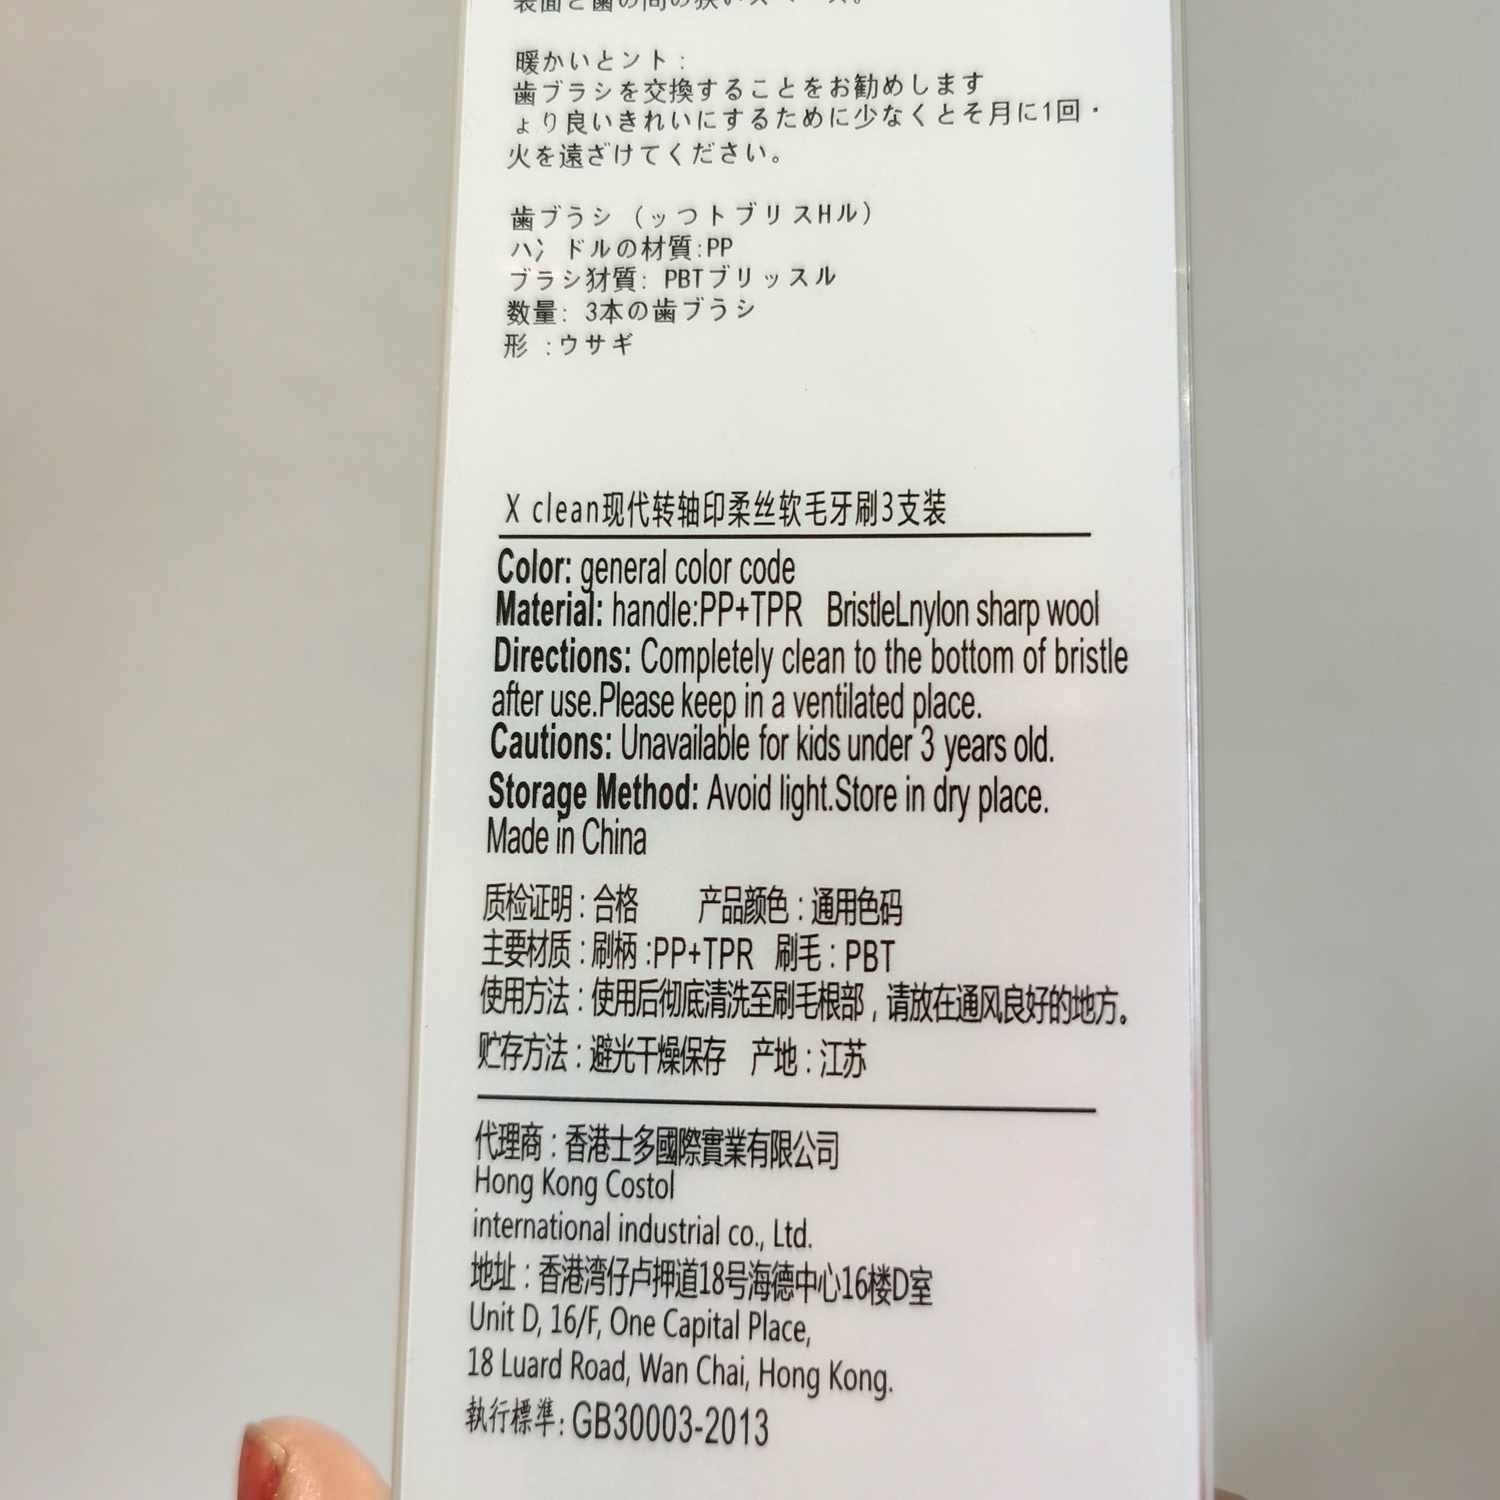 表面と歯の間の狭いスペース。
暖かいとント:
歯ブラシを交換することをお勧めします
ょり良いきれいにするために少なくとそ月に1回・
火を遠ざけてください。
歯ブラシ (ッつトブリスHル)
ハ冫ドルの材質:PP
ブラシ豺質: PBTブリッスル
数量: 3本の歯ブラシ
形 :ウサギ
X clean现代转轴印柔丝软毛牙刷3支装
Color: general color code
Material: handle:PP+TPR BristleLnylon sharp wool
Directions: Completely clean to the bottom of bristle
after use.Please keep in a ventilated place.
Cautions: Unavailable for kids under 3 years old.
Storage Method: Avoid light.Store in dry place.
Made in China
质检证明:合格 产品颜色:通用色码
主要材质:刷柄:PP+TPR 刷毛:PBT
使用方法:使用后彻底清洗至刷毛根部,请放在通风良好的地方。
贮存方法:避光干燥保存 产地:江苏
代理商:香港士多國際實業有限公司
Hong Kong Costol
international industrial co., Ltd.
地址:香港湾仔卢押道18号海德中心16楼D室
Unit D, 16/F, One Capital Place,
18 Luard Road, Wan Chai, Hong Kong.
執行標準:GB30003-2013